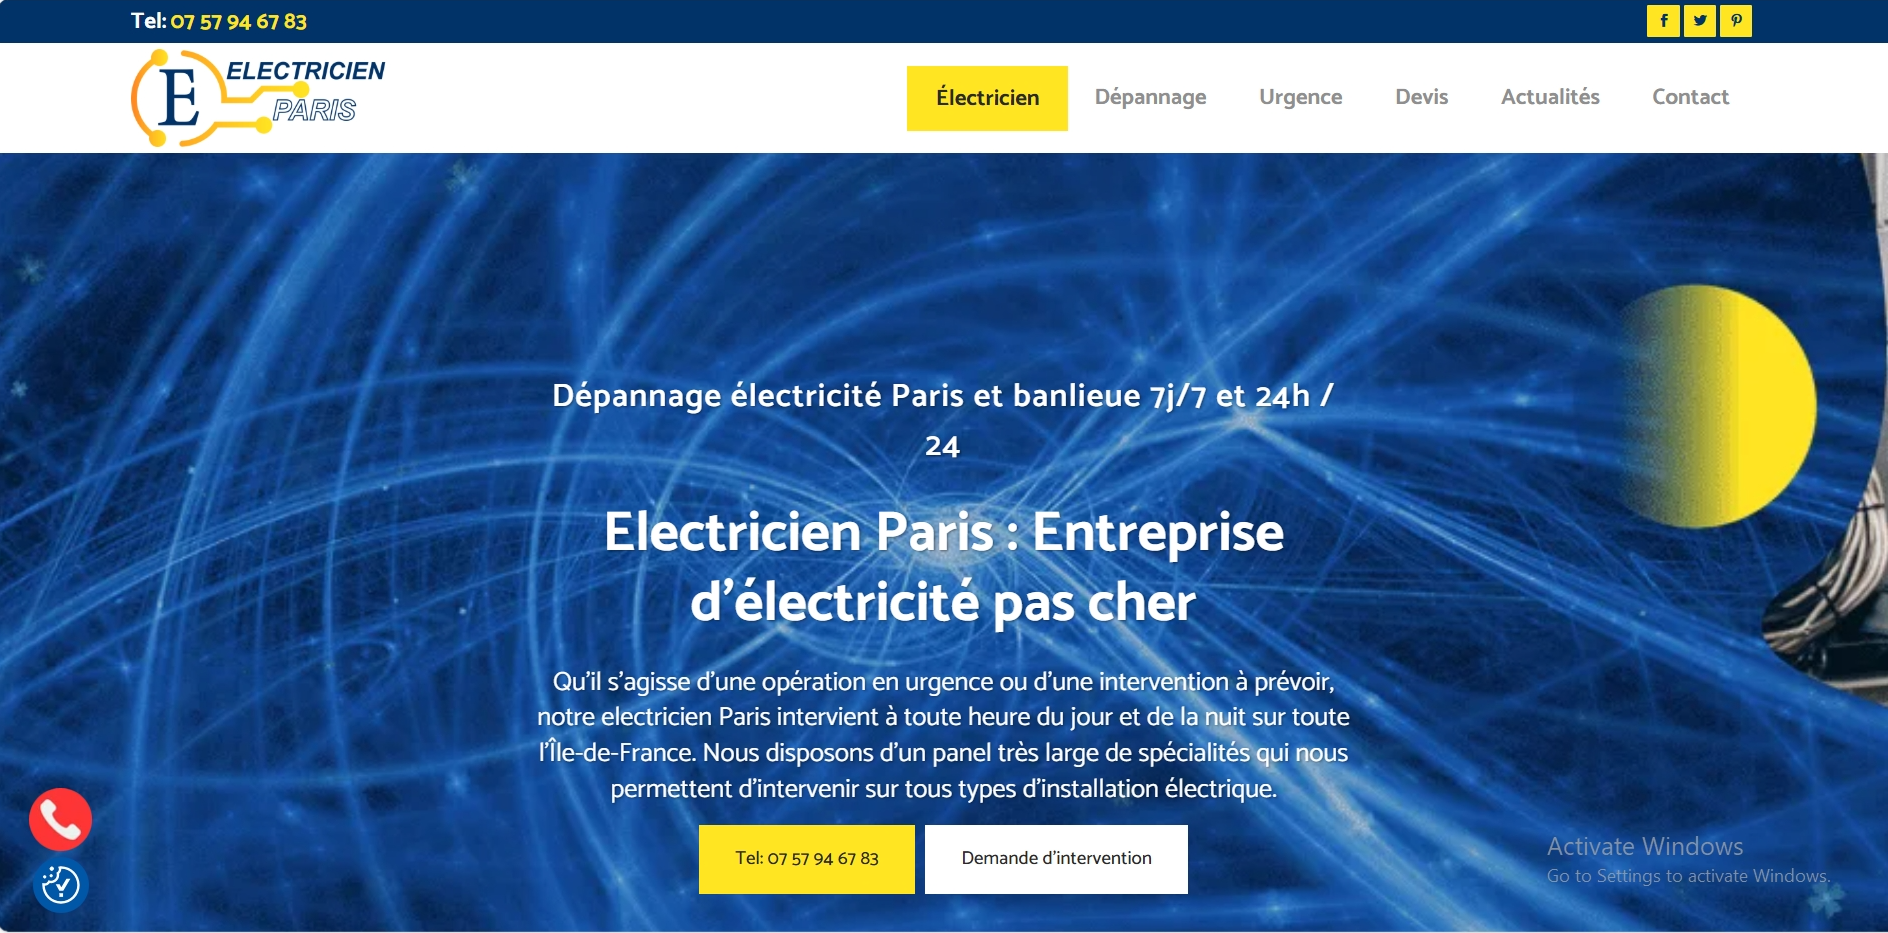 Tel: 07 57 94 67 83
E ELECTRICIEN
PARIS
Électricien Dépannage Urgence Devis Actualités Contact
Dépannage électricité Paris et banlieue 7j/7 et 24h /
24
Electricien Paris : Entreprise
d’électricité pas cher
Qu’il s’agisse d’une opération en urgence ou d’une intervention à prévoir,
notre electricien Paris intervient à toute heure du jour et de la nuit sur toute
l’Île-de-France. Nous disposons d’un panel très large de spécialités qui nous
permettent d’intervenir sur tous types d’installation électrique.
Tel: 07 57 94 67 83 Demande d’intervention
Activate Windows
Go to Settings to activate Windows.